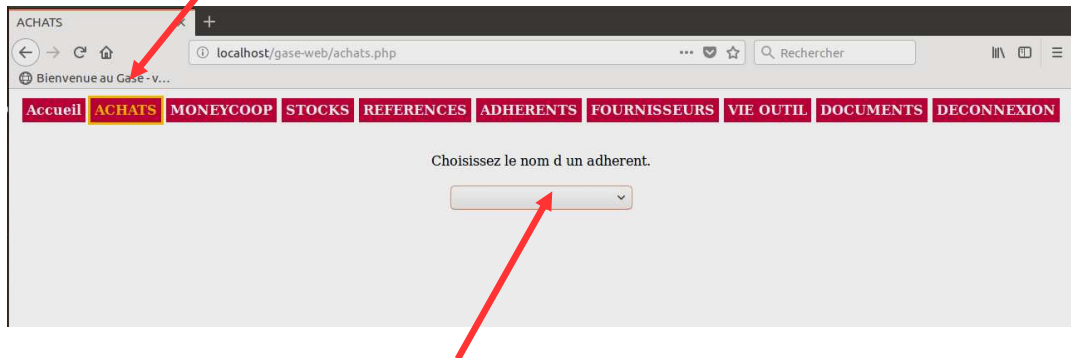 ACHATS
localhost/gase-web/achats.php
Rechercher
Bienvenue au Gase - v...
Accueil ACHATS MONEYCOOP STOCKS REFERENCES ADHERENTS FOURNISSEURS VIE OUTIL DOCUMENTS DECONNEXION
Choisissez le nom d un adherent.